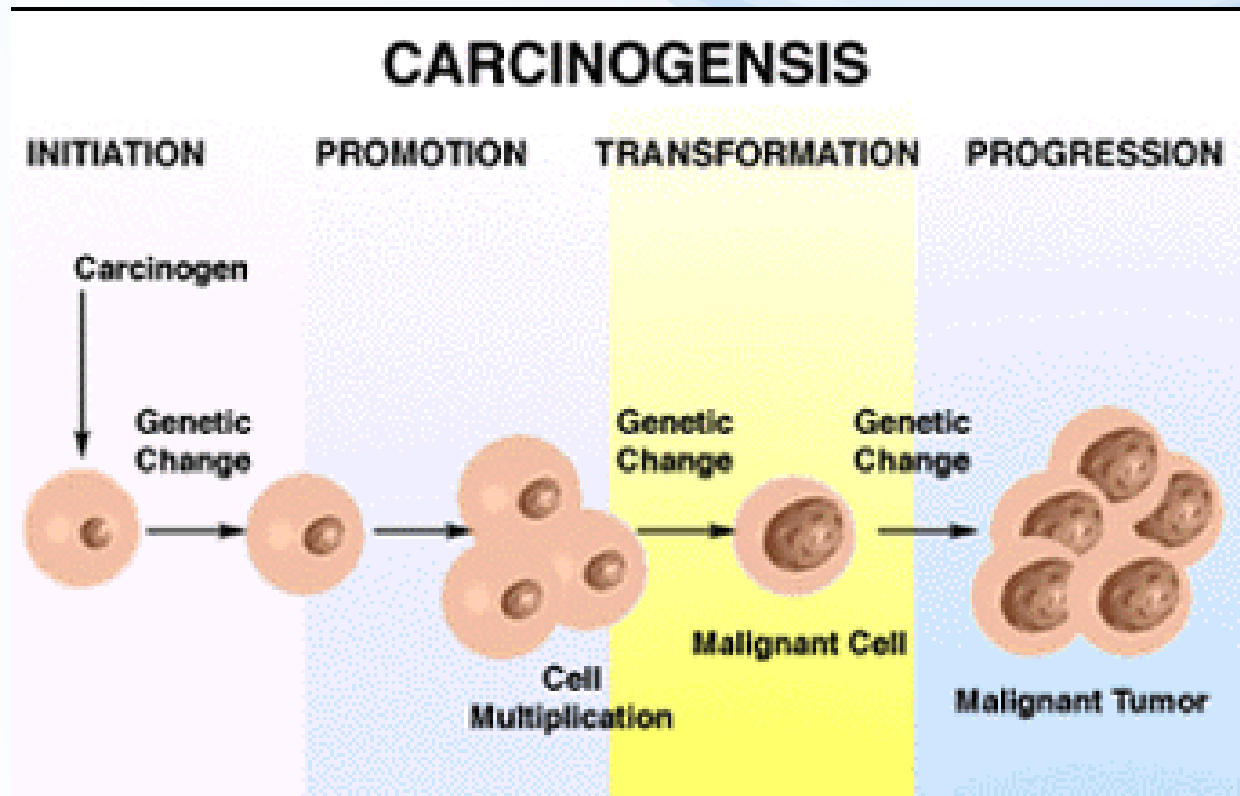 CARCINOGENSIS
INITIATION
PROMOTION
TRANSFORMATION
PROGRESSION
Carcinogen
Genetic
Change
Cell
Multiplication
Genetic
Change
Malignant Cell
Genetic
Change
Malignant Tumor